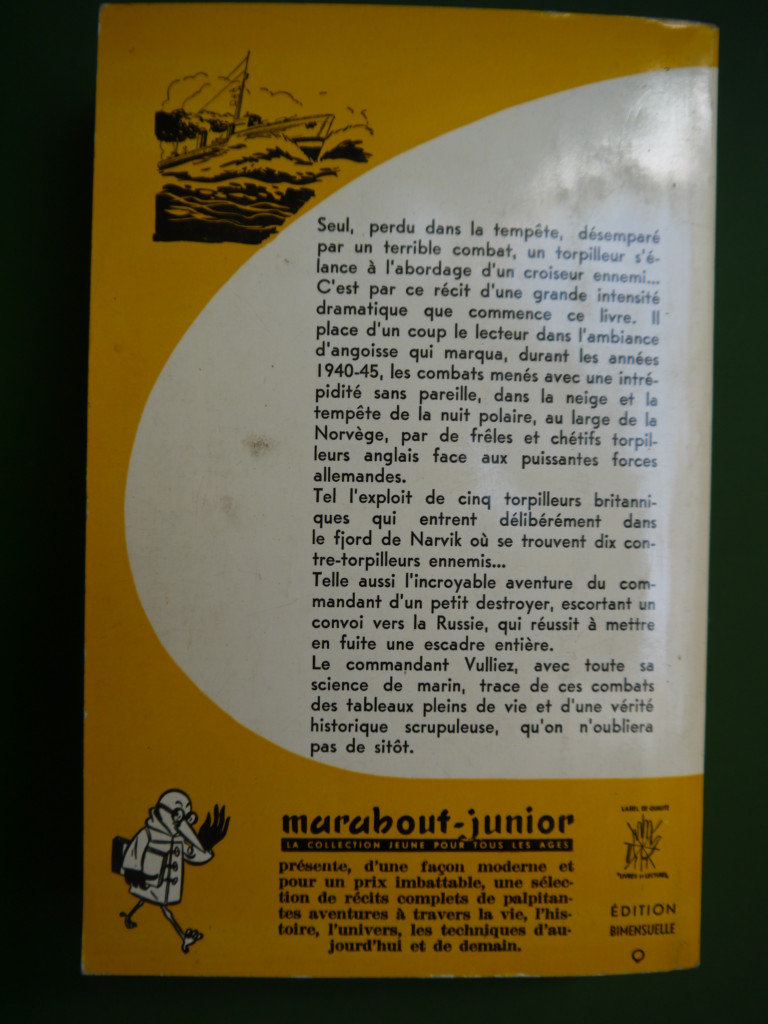 Seul, perdu dans la tempête, désemparé
par un terrible combat, un torpilleur s'é-
lance à l'abordage d'un croiseur ennemi...
C'est par ce récit d'une grande intensité
dramatique que commence ce livre. Il
place d'un coup le lecteur dans l'ambiance
d'angoisse qui marqua, durant les années
1940-45, les combats menés avec une intré-
pidité sans pareille, dans la neige et la
tempête de la nuit polaire, au large de la
Norvège, par de frêles et chétifs torpil-
leurs anglais face aux puissantes forces
allemandes.
Tel l'exploit de cinq torpilleurs britanni-
ques qui entrent délibérément dans
le fjord de Narvik où se trouvent dix con-
tre-torpilleurs ennemis...
Telle aussi l'incroyable aventure du com-
mandant d'un petit destroyer, escortant un
convoi vers la Russie, qui réussit à mettre
en fuite une escadre entière.
Le commandant Vulliez, avec toute sa
science de marin, trace de ces combats
des tableaux pleins de vie et d'une vérité
historique scrupuleuse, qu'on n'oubliera
pas de sitôt.
marabout-junior
LA COLLECTION JEUNE POUR TOUS LES AGES
présente, d'une façon moderne et
pour un prix imbattable, une sélec-
tion de récits complets de palpitan-
tes aventures à travers la vie, l'his-
toire, l'univers, les techniques d'au-
jourd'hui et de demain.
LABEL DE QUALITÉ
ÉDITION
BIMENSUELLE